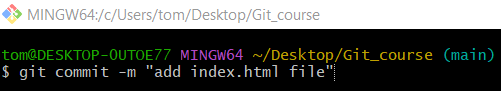 MINGW64:/c/Users/tom/Desktop/Git_course
tom@DESKTOP-OUTOE77 MINGW64 ~/Desktop/Git_course (main)
$ git commit -m "add index.html file"